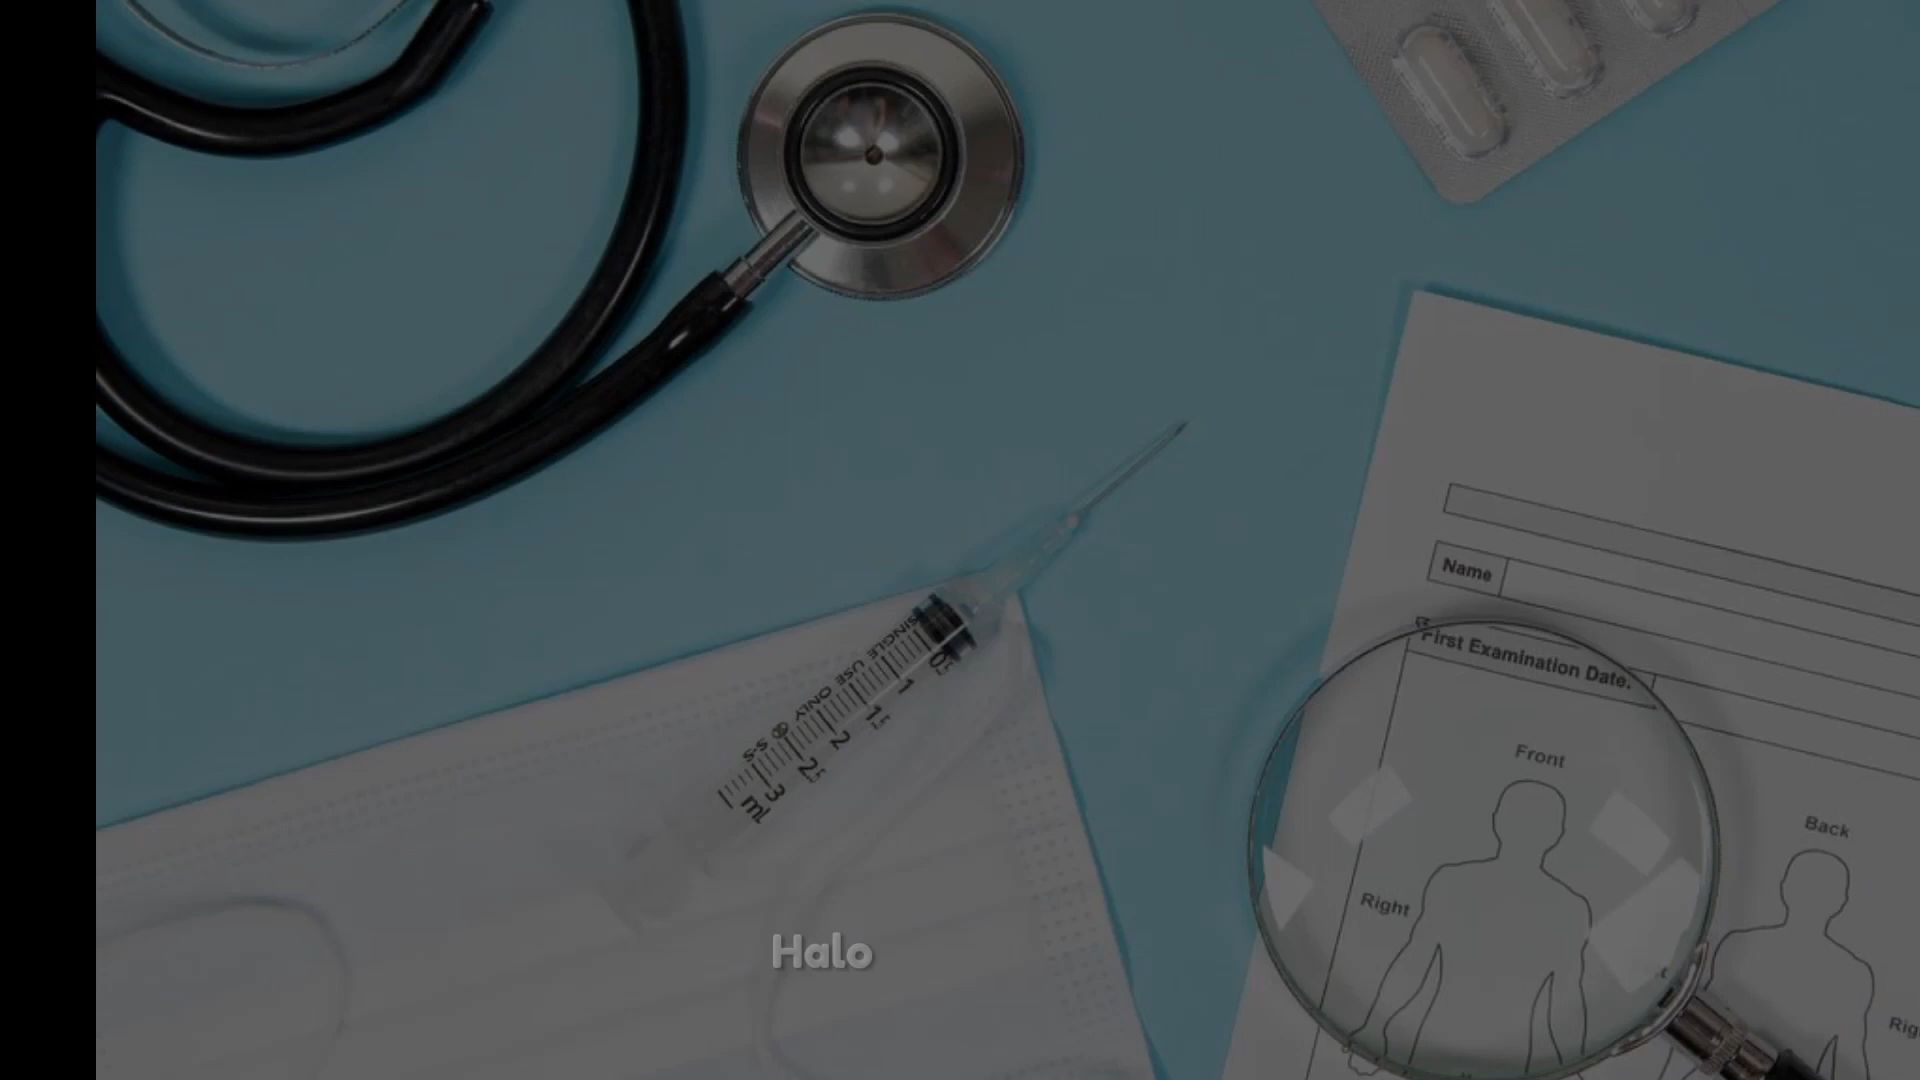 Name
First Examination Date.
Front
Back
Right
SINGLE USE ONLY
S-S
0.5
1
1.5
2
2.5
3
mL
Halo